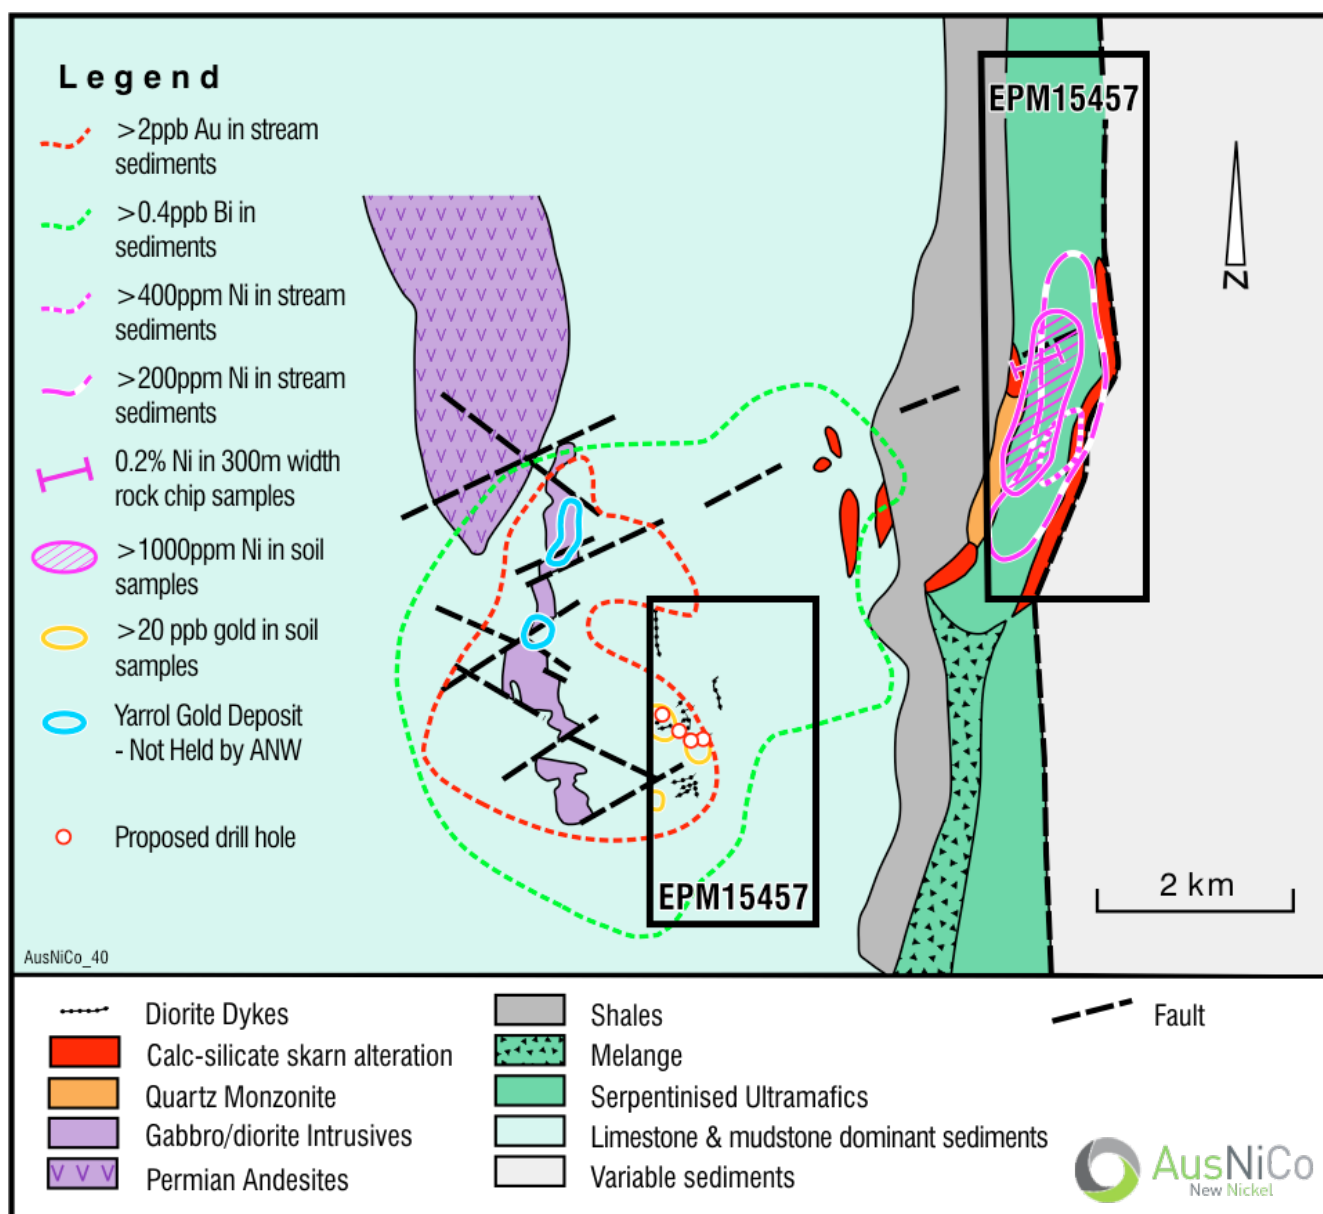 Legend
>2ppb Au in stream
sediments
>0.4ppb Bi in
sediments
>400ppm Ni in stream
sediments
>200ppm Ni in stream
sediments
0.2% Ni in 300m width
rock chip samples
>1000ppm Ni in soil
samples
>20 ppb gold in soil
samples
Yarrol Gold Deposit
- Not Held by ANW
Proposed drill hole
AusNiCo_40
EPM15457
N
EPM15457
2 km
Diorite Dykes
Calc-silicate skarn alteration
Quartz Monzonite
Gabbro/diorite Intrusives
Permian Andesites
Shales
Melange
Serpentinised Ultramafics
Limestone & mudstone dominant sediments
Variable sediments
Fault
AusNiCo
New Nickel